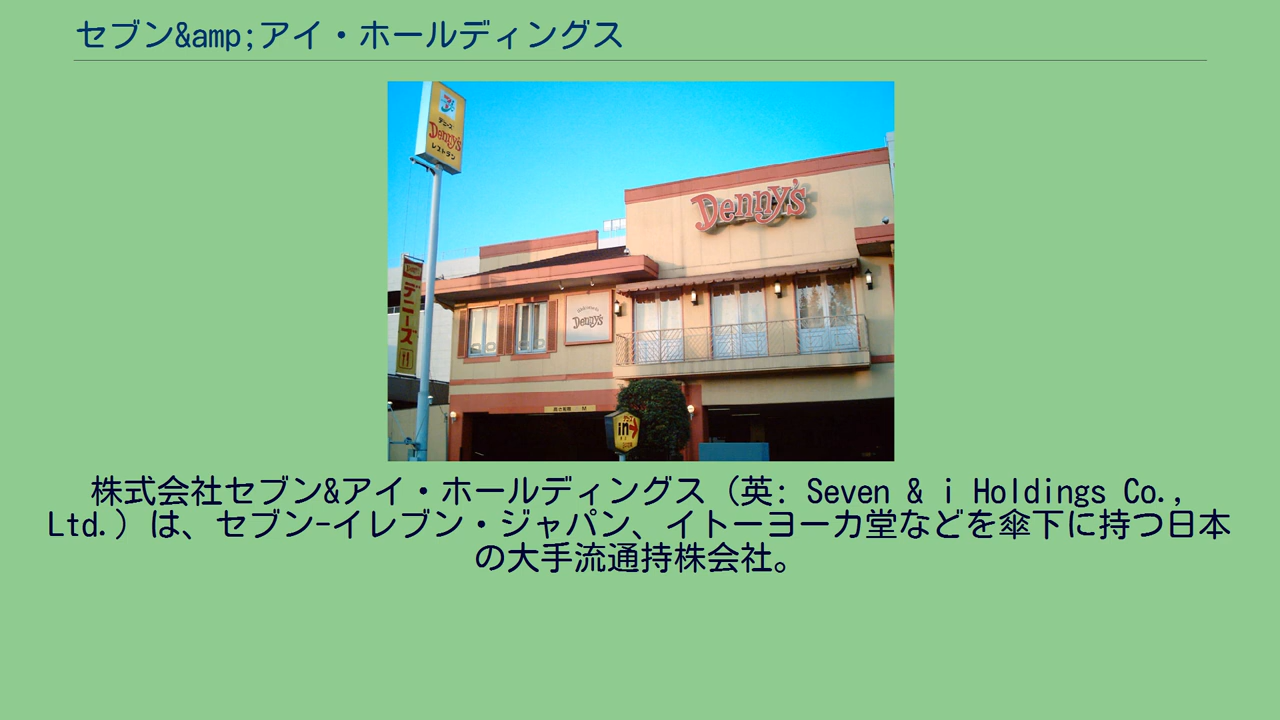 セブン&amp;アイ・ホールディングス
デニーズ
Denny's
レストラン
Denny's
デニーズ
Denny's
in
株式会社セブン&アイ・ホールディングス（英: Seven & i Holdings Co.,
Ltd.）は、セブン-イレブン・ジャパン、イトーヨーカ堂などを傘下に持つ日本
の大手流通持株会社。